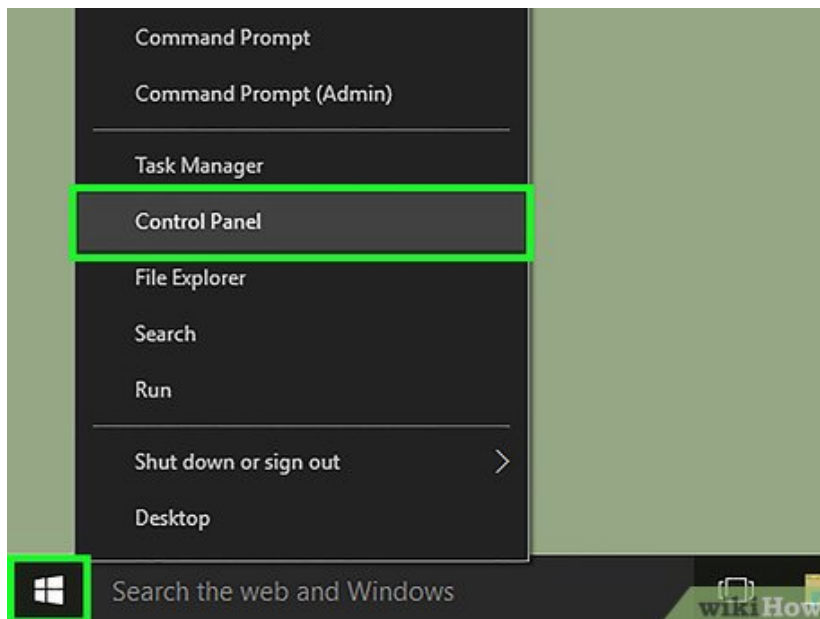 Command Prompt
Command Prompt (Admin)
Task Manager
Control Panel
File Explorer
Search
Run
Shut down or sign out
Desktop
Search the web and Windows
wikiHow